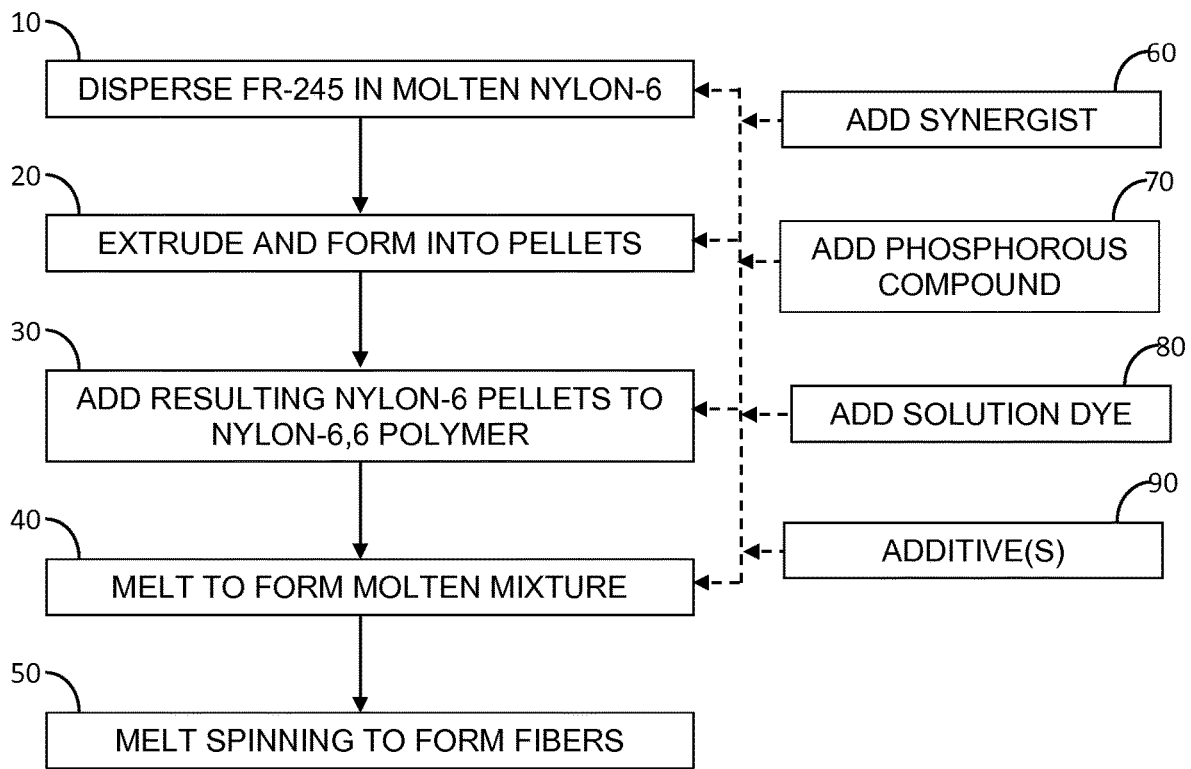 10
DISPERSE FR-245 IN MOLTEN NYLON-6
20
EXTRUDE AND FORM INTO PELLETS
30
ADD RESULTING NYLON-6 PELLETS TO
NYLON-6,6 POLYMER
40
MELT TO FORM MOLTEN MIXTURE
50
MELT SPINNING TO FORM FIBERS
60
ADD SYNERGIST
70
ADD PHOSPHOROUS
COMPOUND
80
ADD SOLUTION DYE
90
ADDITIVE(S)